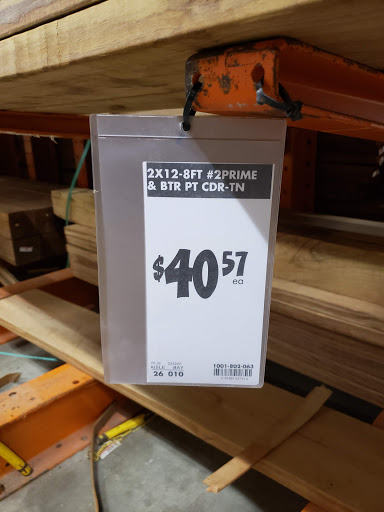 2X12-8FT #2PRIME
& BTR PT CDR-TN
$40 57
ea
AISLE BAY
26 010
1001-802-063